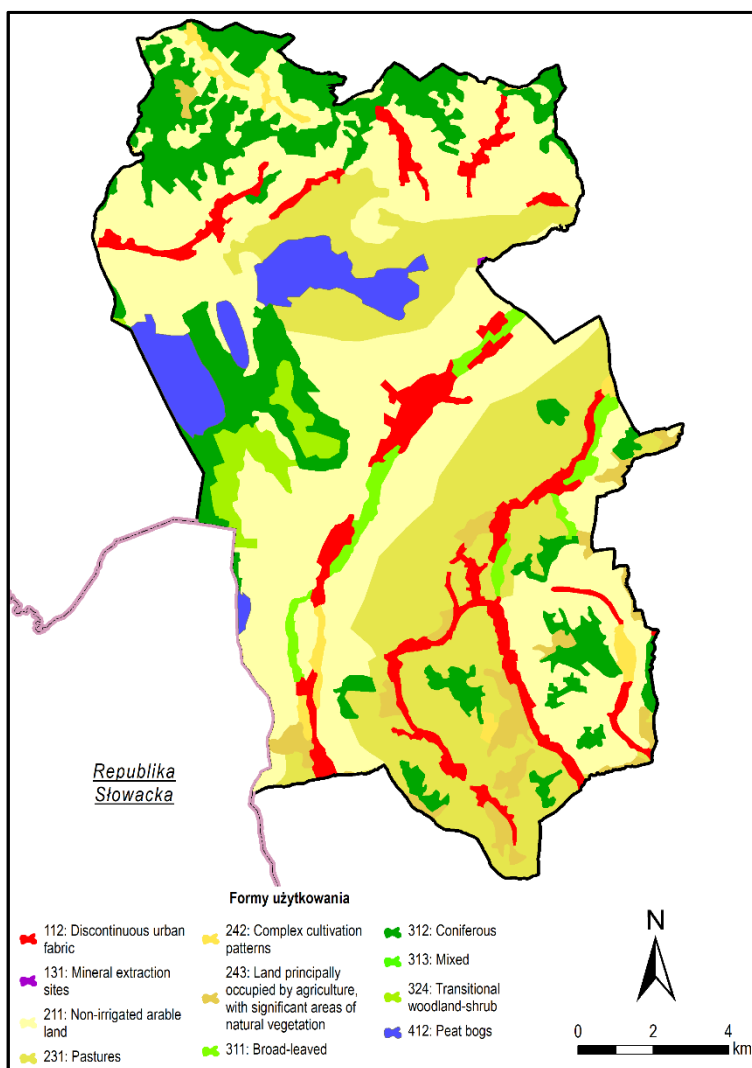 Republika
Słowacka
Formy użytkowania
112: Discontinuous urban
fabric
131: Mineral extraction
sites
211: Non-irrigated arable
land
231: Pastures
242: Complex cultivation
patterns
243: Land principally
occupied by agriculture,
with significant areas of
natural vegetation
311: Broad-leaved
312: Coniferous
313: Mixed
324: Transitional
woodland-shrub
412: Peat bogs
N
0 2 4
km